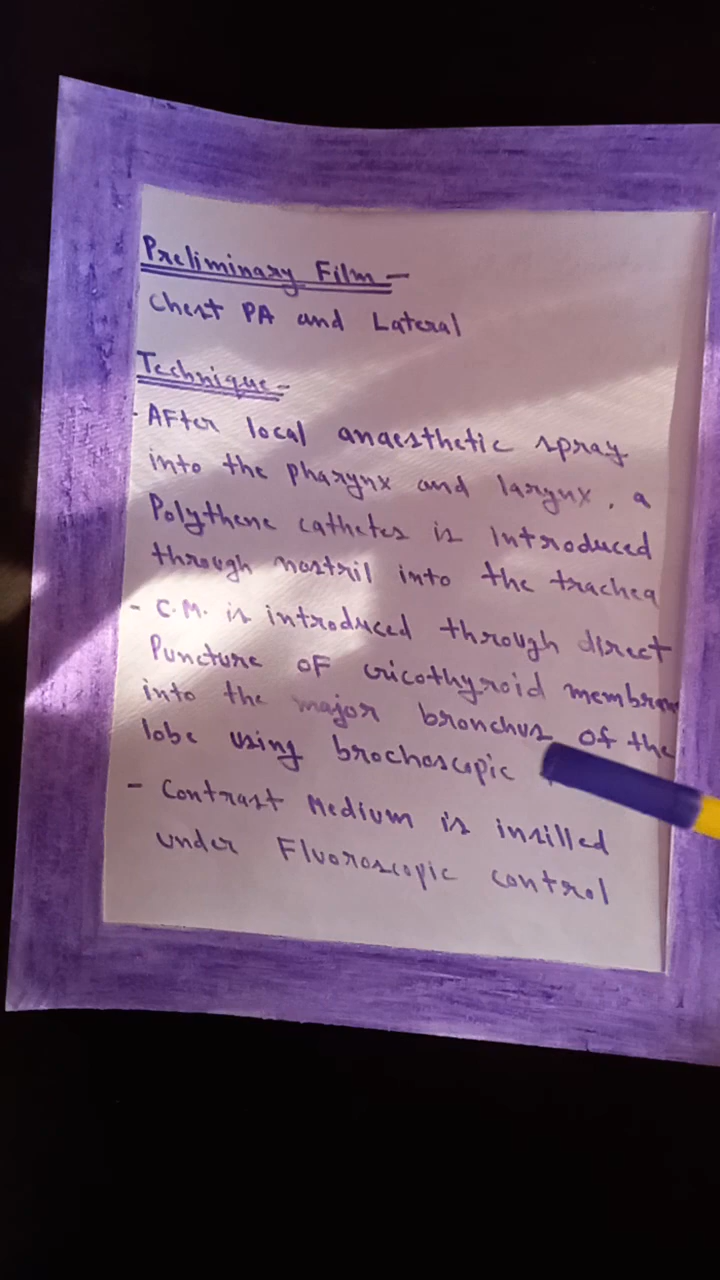 Preliminary Film -
Chest PA and Lateral
Technique -
- AFter local anaesthetic spray
into the pharynx and larynx, a
Polythene catheter is introduced
through nostril into the trachea
- C.M. is introduced through direct
Puncture OF cricothyroid membrane
into the major bronchus of the
lobe using brochoscopic
- Contrast Medium is insilled
under Fluoroscopic control